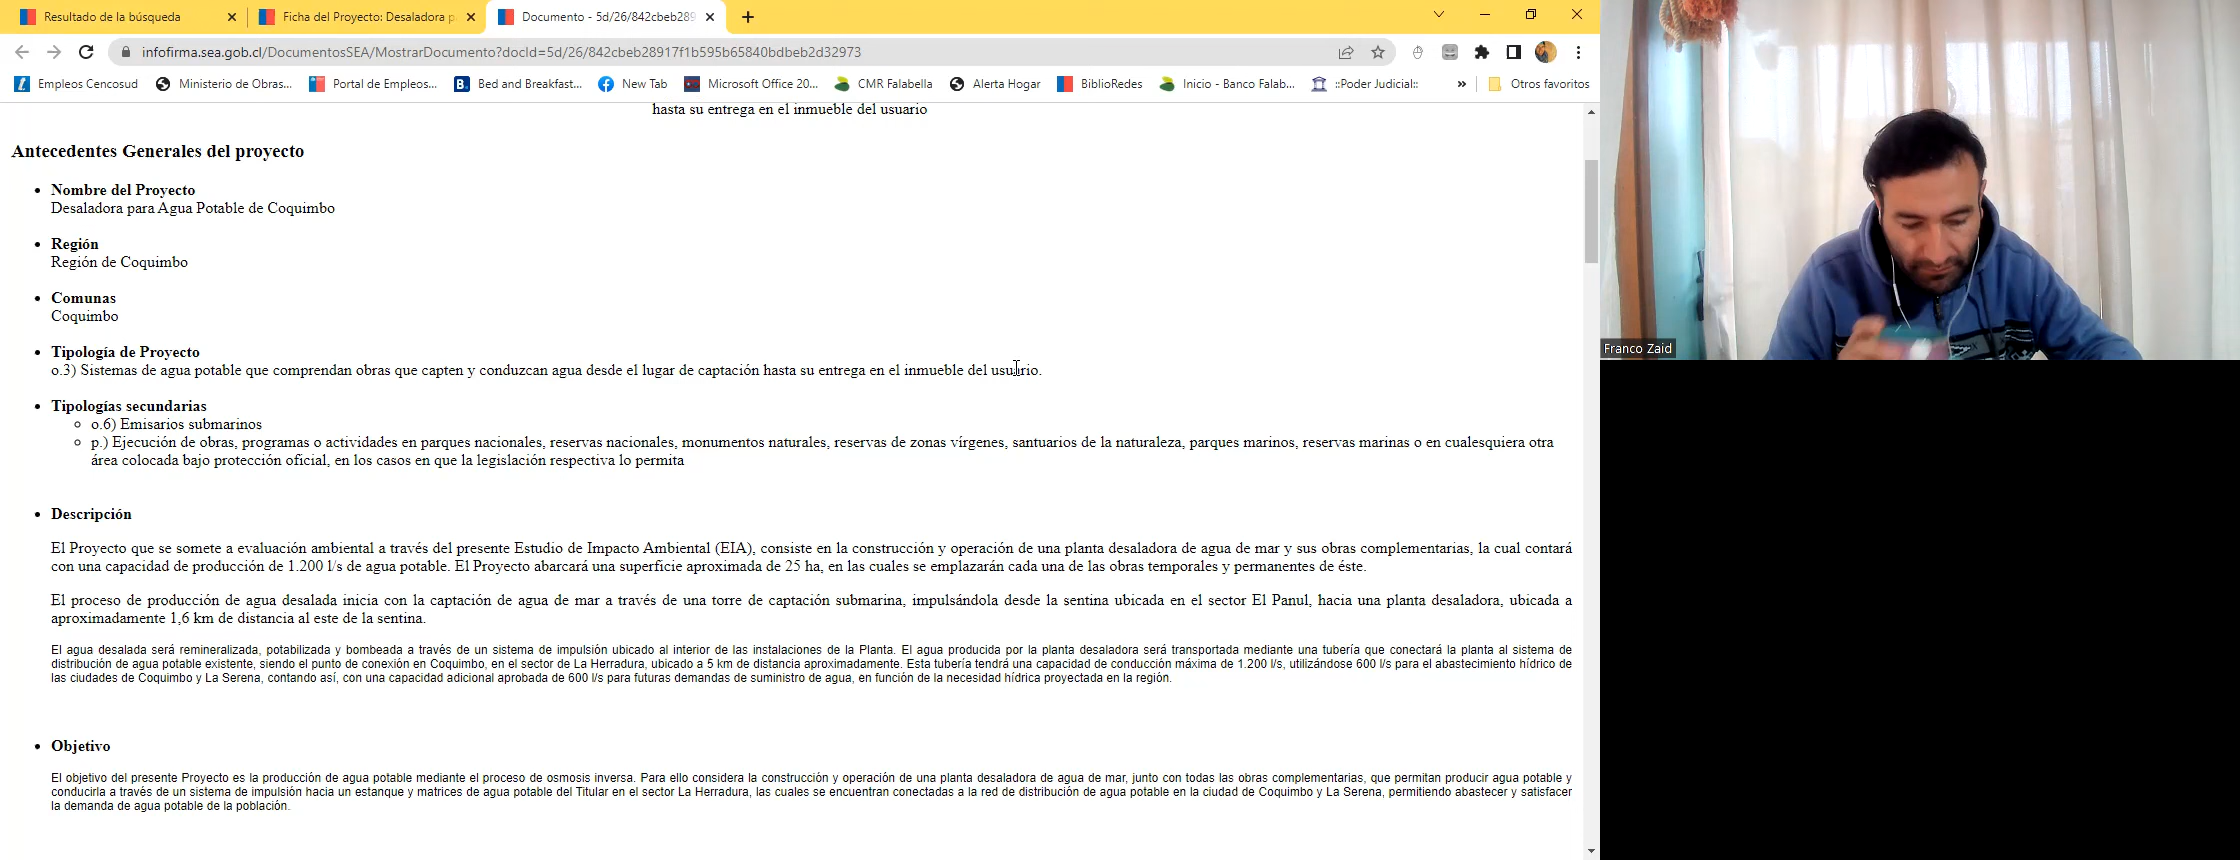 Resultado de la búsqueda
Ficha del Proyecto: Desaladora p
Documento - 5d/26/842cbeb289
infofirma.sea.gob.cl/DocumentosSEA/MostrarDocumento?docId=5d/26/842cbeb28917f1b595b65840bdbeb2d32973
Empleos Cencosud
Ministerio de Obras...
Portal de Empleos...
Bed and Breakfast...
New Tab
Microsoft Office 20...
CMR Falabella
Alerta Hogar
BiblioRedes
Inicio - Banco Falab...
::Poder Judicial::
»
Otros favoritos
hasta su entrega en el inmueble del usuario
Antecedentes Generales del proyecto
Nombre del Proyecto
Desaladora para Agua Potable de Coquimbo
Región
Región de Coquimbo
Comunas
Coquimbo
Tipología de Proyecto
o.3) Sistemas de agua potable que comprendan obras que capten y conduzcan agua desde el lugar de captación hasta su entrega en el inmueble del usuario.
Tipologías secundarias
o.6) Emisarios submarinos
p.) Ejecución de obras, programas o actividades en parques nacionales, reservas nacionales, monumentos naturales, reservas de zonas vírgenes, santuarios de la naturaleza, parques marinos, reservas marinas o en cualesquiera otra
área colocada bajo protección oficial, en los casos en que la legislación respectiva lo permita
Descripción
El Proyecto que se somete a evaluación ambiental a través del presente Estudio de Impacto Ambiental (EIA), consiste en la construcción y operación de una planta desaladora de agua de mar y sus obras complementarias, la cual contará
con una capacidad de producción de 1.200 l/s de agua potable. El Proyecto abarcará una superficie aproximada de 25 ha, en las cuales se emplazarán cada una de las obras temporales y permanentes de éste.
El proceso de producción de agua desalada inicia con la captación de agua de mar a través de una torre de captación submarina, impulsándola desde la sentina ubicada en el sector El Panul, hacia una planta desaladora, ubicada a
aproximadamente 1,6 km de distancia al este de la sentina.
El agua desalada será remineralizada, potabilizada y bombeada a través de un sistema de impulsión ubicado al interior de las instalaciones de la Planta. El agua producida por la planta desaladora será transportada mediante una tubería que conectará la planta al sistema de
distribución de agua potable existente, siendo el punto de conexión en Coquimbo, en el sector de La Herradura, ubicado a 5 km de distancia aproximadamente. Esta tubería tendrá una capacidad de conducción máxima de 1.200 l/s, utilizándose 600 l/s para el abastecimiento hídrico de
las ciudades de Coquimbo y La Serena, contando así, con una capacidad adicional aprobada de 600 l/s para futuras demandas de suministro de agua, en función de la necesidad hídrica proyectada en la región.
Objetivo
El objetivo del presente Proyecto es la producción de agua potable mediante el proceso de osmosis inversa. Para ello considera la construcción y operación de una planta desaladora de agua de mar, junto con todas las obras complementarias, que permitan producir agua potable y
conducirla a través de un sistema de impulsión hacia un estanque y matrices de agua potable del Titular en el sector La Herradura, las cuales se encuentran conectadas a la red de distribución de agua potable en la ciudad de Coquimbo y La Serena, permitiendo abastecer y satisfacer
la demanda de agua potable de la población.
Franco Zaid